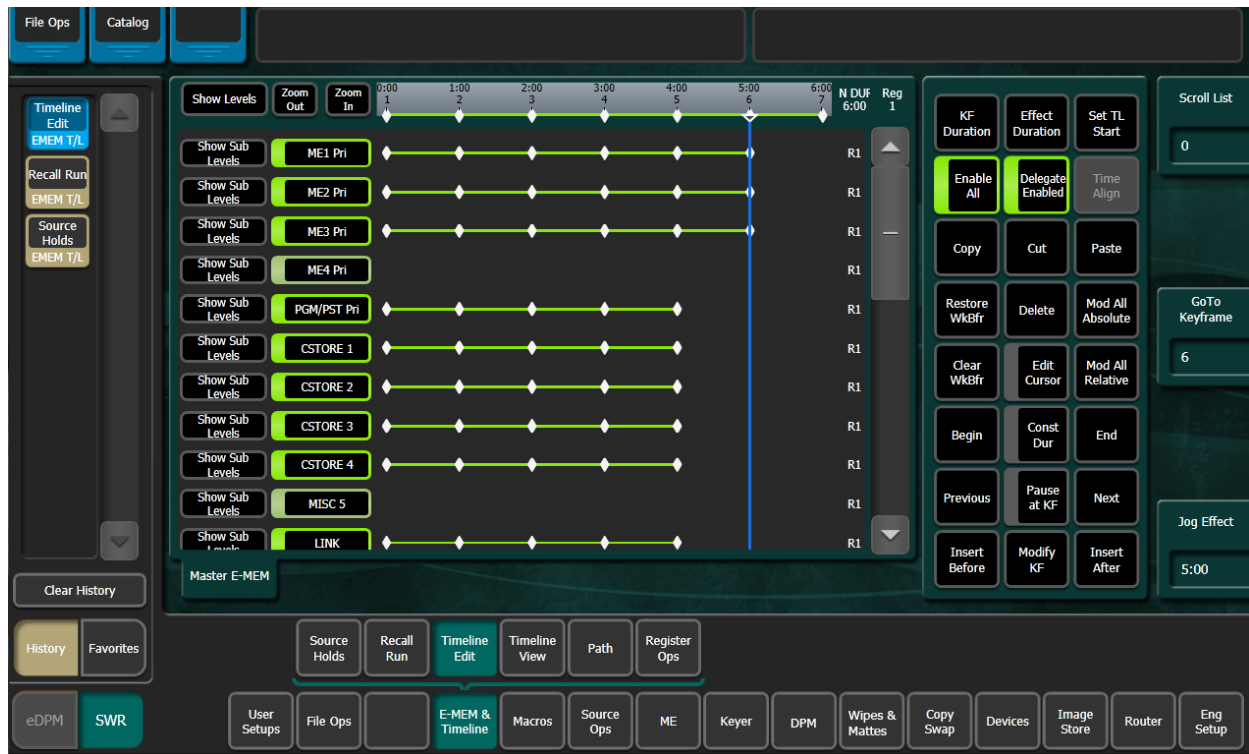 File Ops
Catalog
Timeline
Edit
EMEM T/L
Recall Run
EMEM T/L
Source
Holds
EMEM T/L
Clear History
History
Favorites
eDPM
SWR
Show Levels
Zoom
Out
Zoom
In
0:00 1:00 2:00 3:00 4:00 5:00 6:00
1 2 3 4 5 6 7
N DUF
6:00
Reg
1
Show Sub
Levels
ME1 Pri
R1
Show Sub
Levels
ME2 Pri
R1
Show Sub
Levels
ME3 Pri
R1
Show Sub
Levels
ME4 Pri
R1
Show Sub
Levels
PGM/PST Pri
R1
Show Sub
Levels
CSTORE 1
R1
Show Sub
Levels
CSTORE 2
R1
Show Sub
Levels
CSTORE 3
R1
Show Sub
Levels
CSTORE 4
R1
Show Sub
Levels
MISC 5
R1
Show Sub
Levels
LINK
R1
Master E-MEM
KF
Duration
Effect
Duration
Set TL
Start
Enable
All
Delegate
Enabled
Time
Align
Copy
Cut
Paste
Restore
WkBfr
Delete
Mod All
Absolute
Clear
WkBfr
Edit
Cursor
Mod All
Relative
Begin
Const
Dur
End
Previous
Pause
at KF
Next
Insert
Before
Modify
KF
Insert
After
Scroll List
0
GoTo
Keyframe
6
Jog Effect
5:00
Source
Holds
Recall
Run
Timeline
Edit
Timeline
View
Path
Register
Ops
User
Setups
File Ops
E-MEM &
Timeline
Macros
Source
Ops
ME
Keyer
DPM
Wipes &
Mattes
Copy
Swap
Devices
Image
Store
Router
Eng
Setup